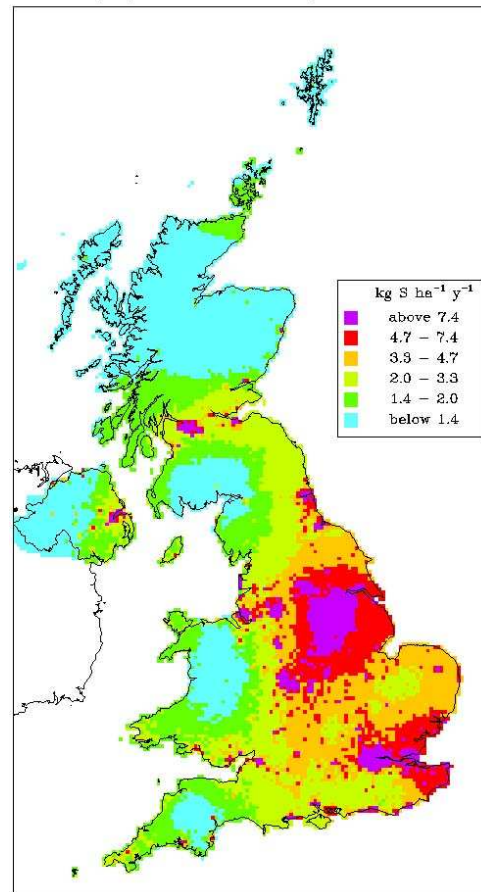 kg S ha⁻¹ y⁻¹
above 7.4
4.7 – 7.4
3.3 – 4.7
2.0 – 3.3
1.4 – 2.0
below 1.4